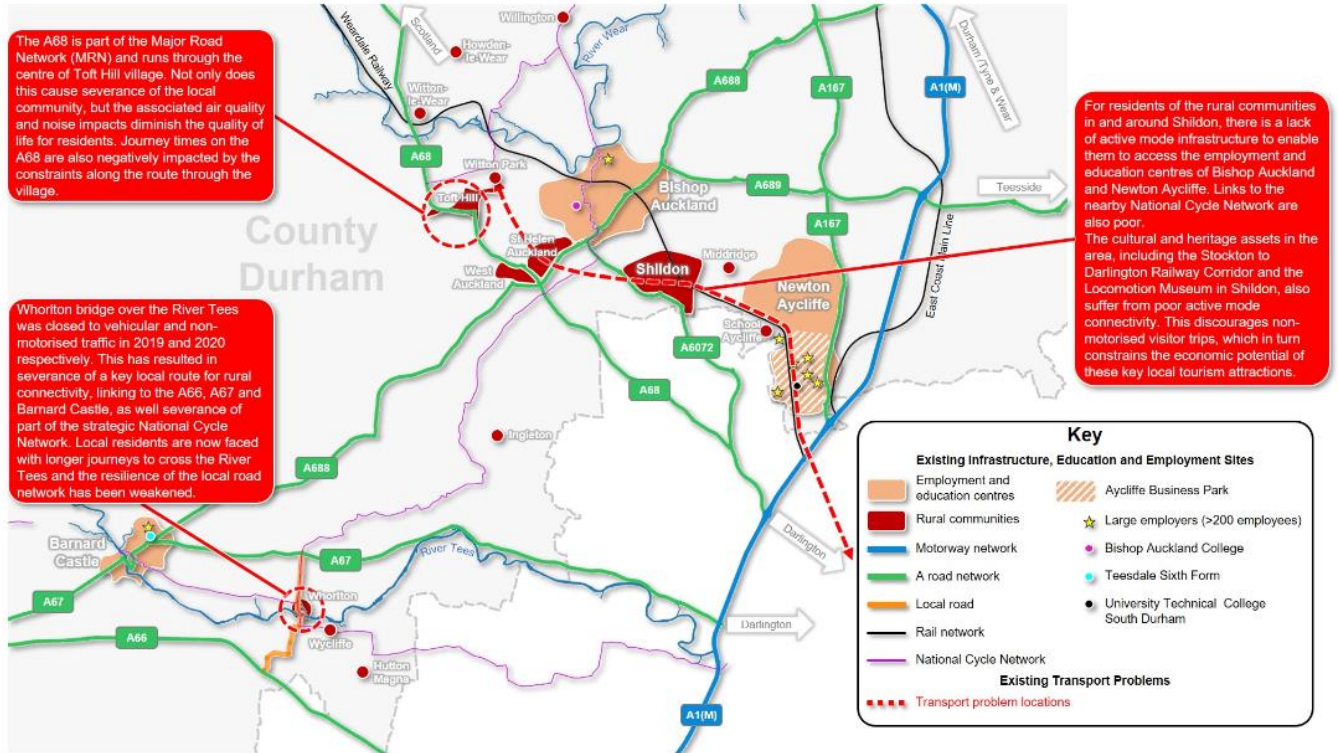 The A68 is part of the Major Road
Network (MRN) and runs through the
centre of Toft Hill village. Not only does
this cause severance of the local
community, but the associated air quality
and noise impacts diminish the quality of
life for residents. Journey times on the
A68 are also negatively impacted by the
constraints along the route through the
village.
Whorlton bridge over the River Tees
was closed to vehicular and non-
motorised traffic in 2019 and 2020
respectively. This has resulted in
severance of a key local route for rural
connectivity, linking to the A66, A67 and
Barnard Castle, as well severance of
part of the strategic National Cycle
Network. Local residents are now faced
with longer journeys to cross the River
Tees and the resilience of the local road
network has been weakened.
For residents of the rural communities
in and around Shildon, there is a lack
of active mode infrastructure to enable
them to access the employment and
education centres of Bishop Auckland
and Newton Aycliffe. Links to the
nearby National Cycle Network are
also poor.
The cultural and heritage assets in the
area, including the Stockton to
Darlington Railway Corridor and the
Locomotion Museum in Shildon, also
suffer from poor active mode
connectivity. This discourages non-
motorised visitor trips, which in turn
constrains the economic potential of
these key local tourism attractions.
Scotland
Willington
Weardale Railway
Howden-
le-Wear
River Wear
A688
A167
A1(M)
Durham /Tyne & Wear
Witton-
le-Wear
A68
Witton Park
Toft Hill
Bishop
Auckland
A689
Teesside
A167
County
Durham
St Helen
Auckland
West
Auckland
Shildon
Middridge
East Coast Main Line
Newton
Aycliffe
School
Aycliffe
A6072
A68
Ingleton
A688
Barnard
Castle
A67
River Tees
Darlington
A67
Whorlton
Wycliffe
A66
Hutton
Magna
Darlington
A1(M)
Key
Existing Infrastructure, Education and Employment Sites
Employment and
education centres
Rural communities
Motorway network
A road network
Local road
Rail network
National Cycle Network
Aycliffe Business Park
Large employers (>200 employees)
Bishop Auckland College
Teesdale Sixth Form
University Technical College
South Durham
Existing Transport Problems
Transport problem locations